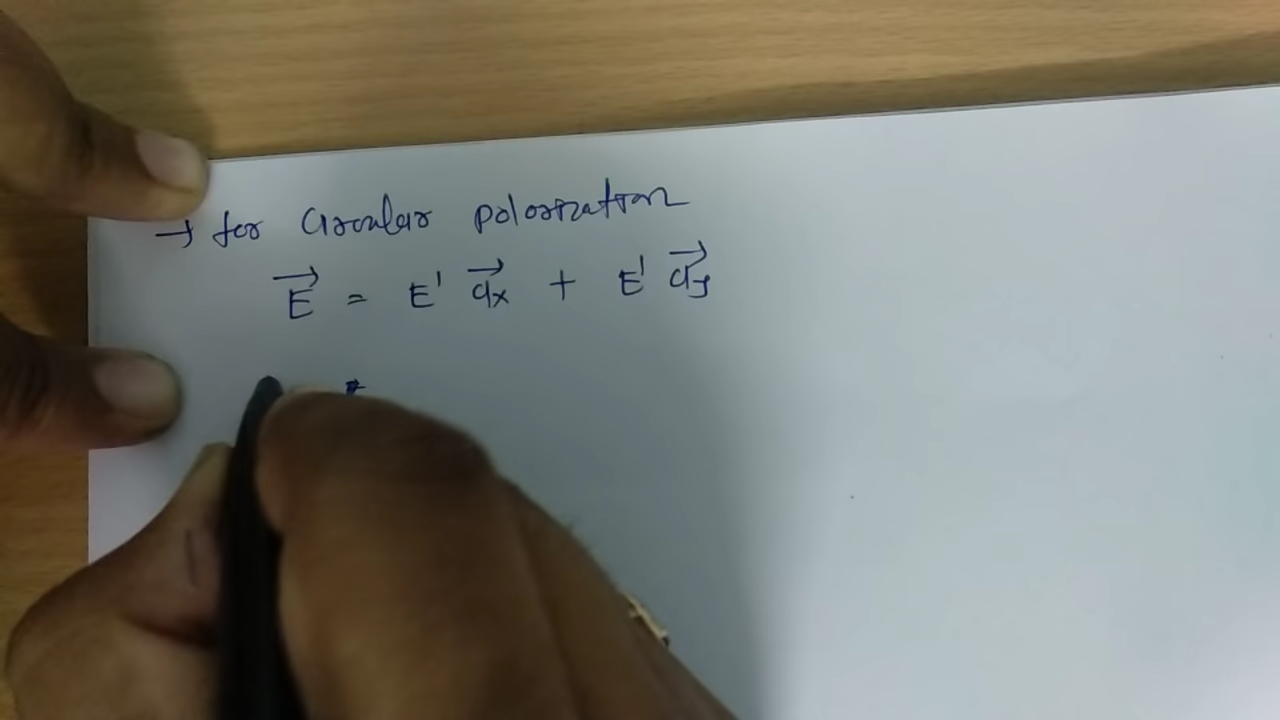 → for Circular polarization
E⃗ = E' a⃗x + E' a⃗y